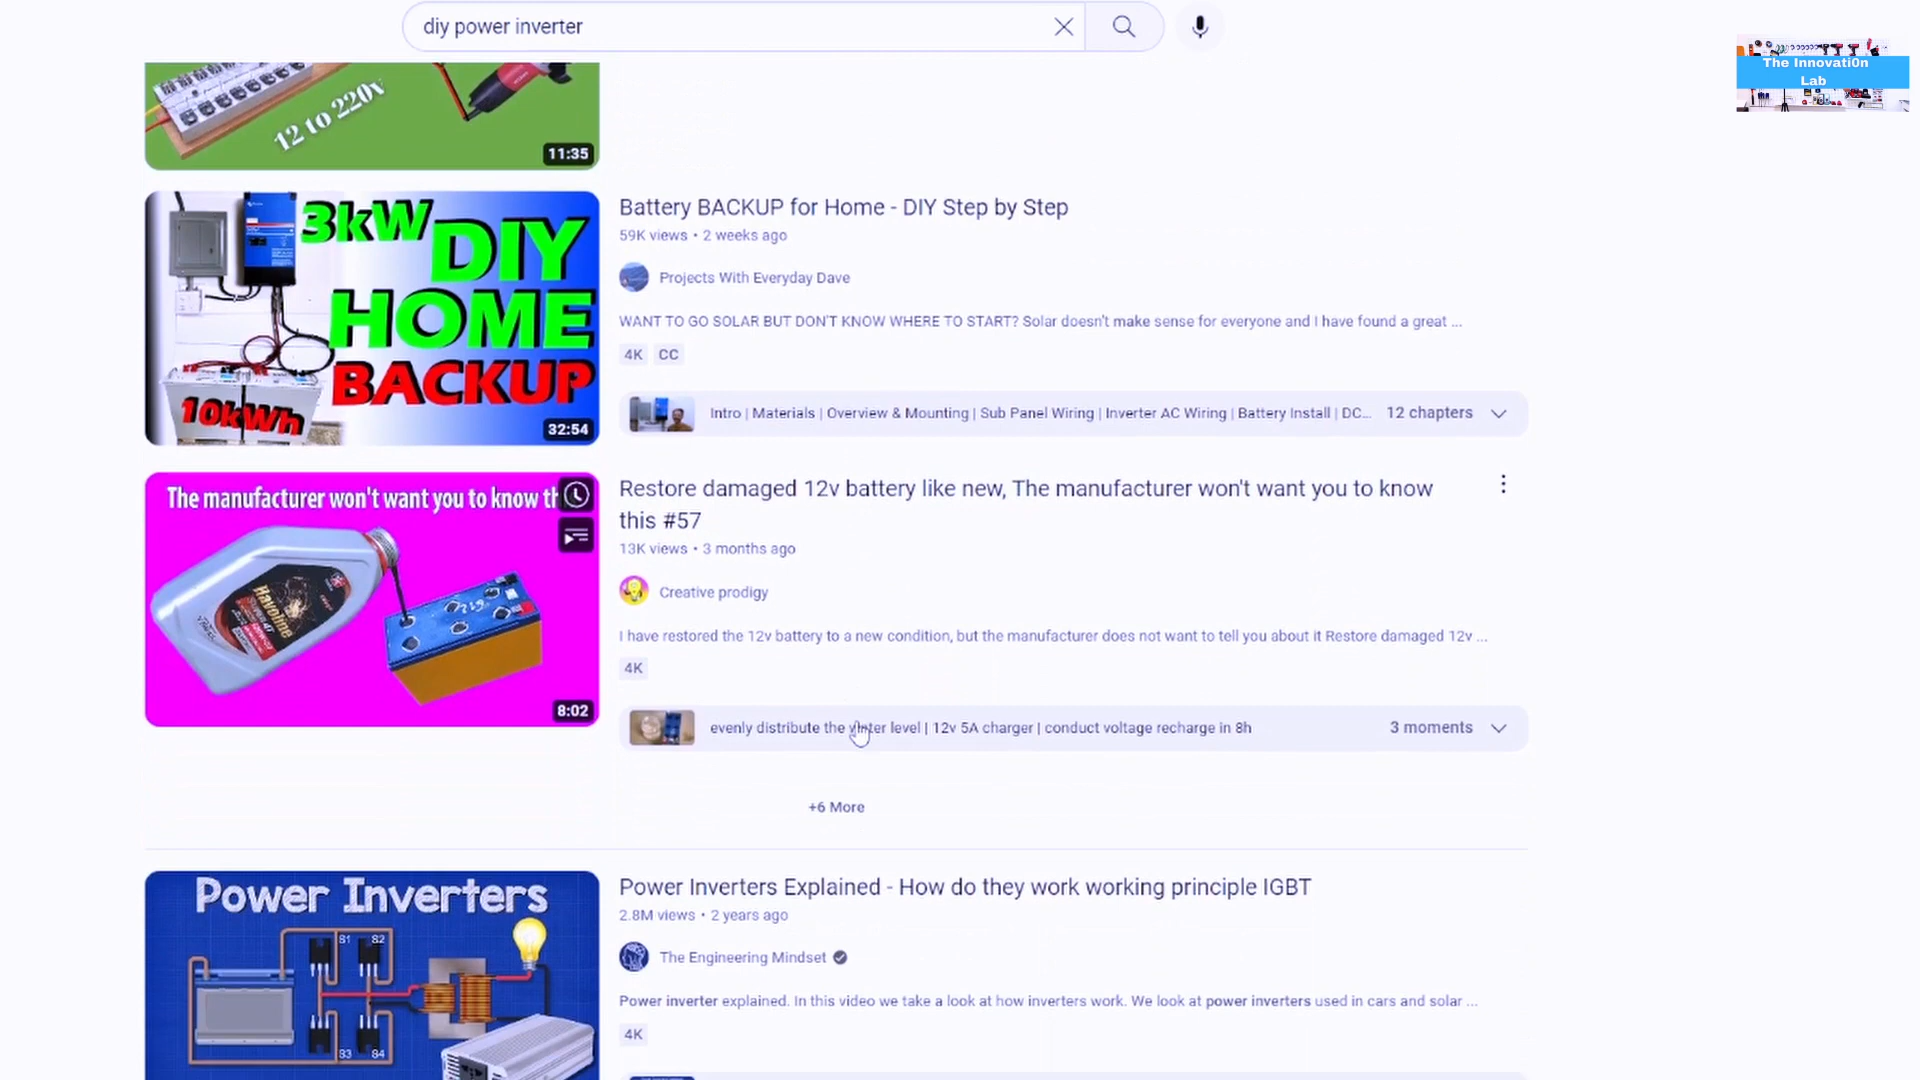 diy power inverter
The Innovati0n
Lab
12 to 220v
11:35
3kW DIY
HOME
BACKUP
10kWh
32:54
Battery BACKUP for Home - DIY Step by Step
59K views • 2 weeks ago
Projects With Everyday Dave
WANT TO GO SOLAR BUT DON'T KNOW WHERE TO START? Solar doesn't make sense for everyone and I have found a great ...
4K CC
Intro | Materials | Overview & Mounting | Sub Panel Wiring | Inverter AC Wiring | Battery Install | DC... 12 chapters
The manufacturer won't want you to know th
Havoline
8:02
Restore damaged 12v battery like new, The manufacturer won't want you to know
this #57
13K views • 3 months ago
Creative prodigy
I have restored the 12v battery to a new condition, but the manufacturer does not want to tell you about it Restore damaged 12v ...
4K
evenly distribute the water level | 12v 5A charger | conduct voltage recharge in 8h 3 moments
+6 More
Power Inverters
S1 S2
S3 S4
Power Inverters Explained - How do they work working principle IGBT
2.8M views • 2 years ago
The Engineering Mindset
Power inverter explained. In this video we take a look at how inverters work. We look at power inverters used in cars and solar ...
4K